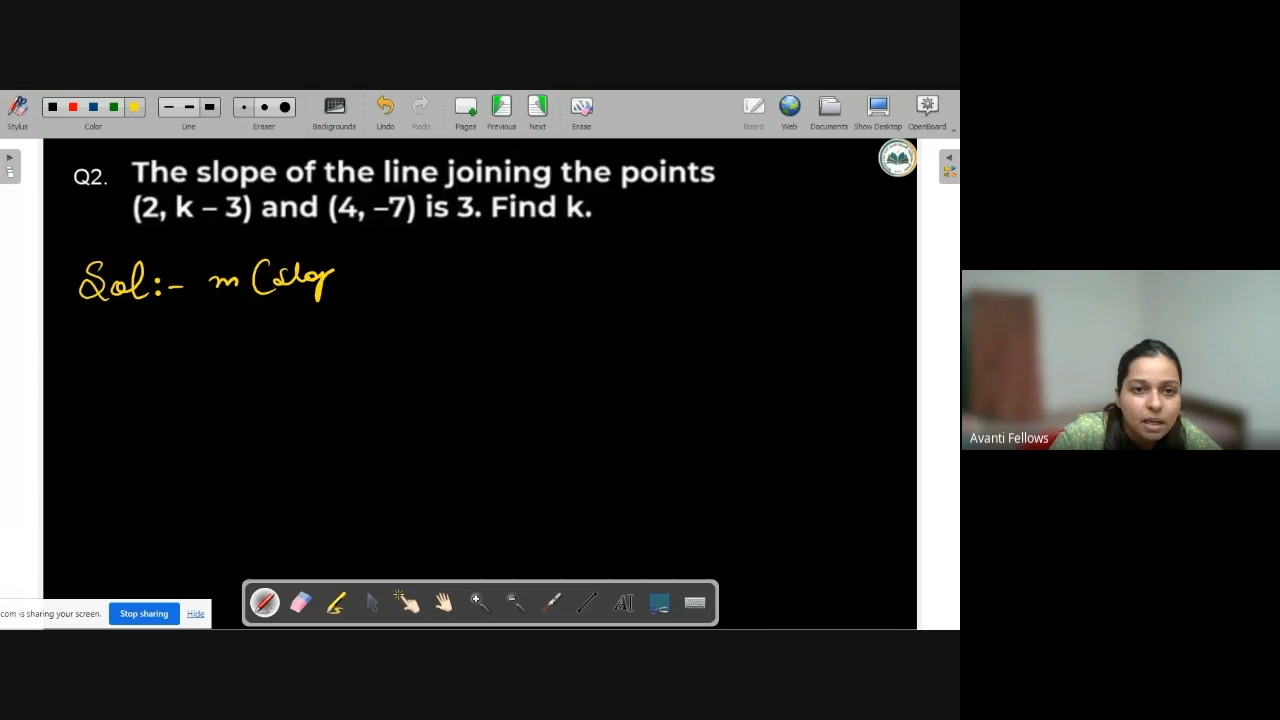 Stylus
Color
Line
Eraser
Backgrounds
Undo
Redo
Pages
Previous
Next
Erase
Board
Web
Documents
Show Desktop
OpenBoard
Q2. The slope of the line joining the points
(2, k – 3) and (4, –7) is 3. Find k.
Sol:- m (slop
Avanti Fellows
com is sharing your screen. Stop sharing Hide